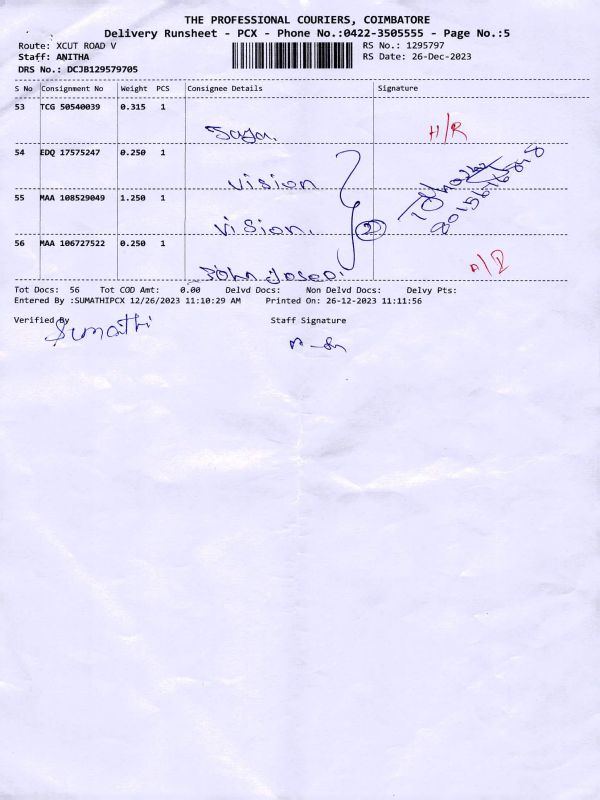 THE PROFESSIONAL COURIERS, COIMBATORE
Delivery Runsheet - PCX - Phone No.:0422-3505555 - Page No.:5
Route: XCUT ROAD V RS No.: 1295797
Staff: ANITHA RS Date: 26-Dec-2023
DRS No.: DCJB129579705
S No Consignment No Weight PCS Consignee Details Signature
53 TCG 50540039 0.315 1
H/R
54 EDQ 17575247 0.250 1
vision
55 MAA 108529049 1.250 1
vision. 2
56 MAA 106727522 0.250 1
John
Tot Docs: 56 Tot COD Amt: 0.00 Delvd Docs: Non Delvd Docs: Delvy Pts:
Entered By :SUMATHIPCX 12/26/2023 11:10:29 AM Printed On: 26-12-2023 11:11:56
Verified By Staff Signature
Sumathi